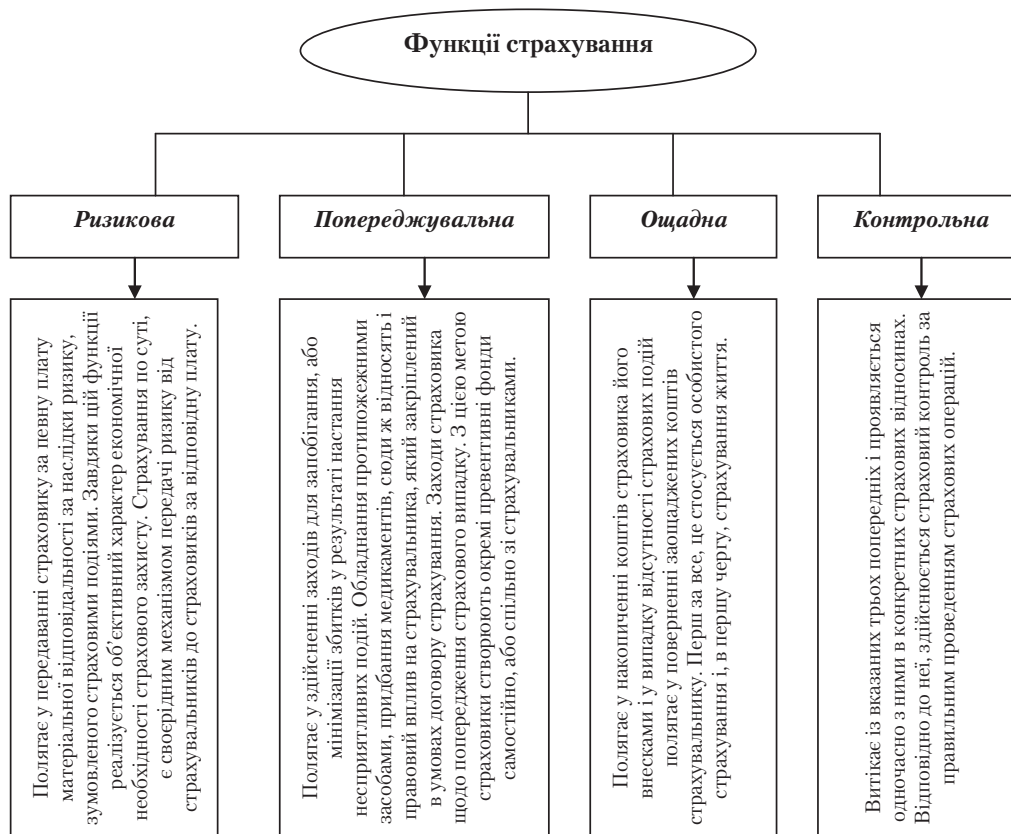 Функції страхування
Ризикова
Полягає у передаванні страховику за певну плату
матеріальної відповідальності за наслідки ризику,
зумовленого страховими подіями. Завдяки цій функції
реалізується об'єктивний характер економічної
необхідності страхового захисту. Страхування по суті,
є своєрідним механізмом передачі ризику від
страхувальників до страховиків за відповідну плату.
Попереджувальна
Полягає у здійсненні заходів для запобігання, або
мінімізації збитків у результаті настання
несприятливих подій. Обладнання протипожежними
засобами, придбання медикаментів, сюди ж відносять і
правовий вплив на страхувальника, який закріплений
в умовах договору страхування. Заходи страховика
щодо попередження страхового випадку. З цією метою
страховики створюють окремі превентивні фонди
самостійно, або спільно зі страхувальниками.
Ощадна
Полягає у накопиченні коштів страховика його
внесками і у випадку відсутності страхових подій
полягає у поверненні заощаджених коштів
страхувальнику. Перш за все, це стосується особистого
страхування і, в першу чергу, страхування життя.
Контрольна
Витікає із вказаних трьох попередніх і проявляється
одночасно з ними в конкретних страхових відносинах.
Відповідно до неї, здійснюється страховий контроль за
правильним проведенням страхових операцій.